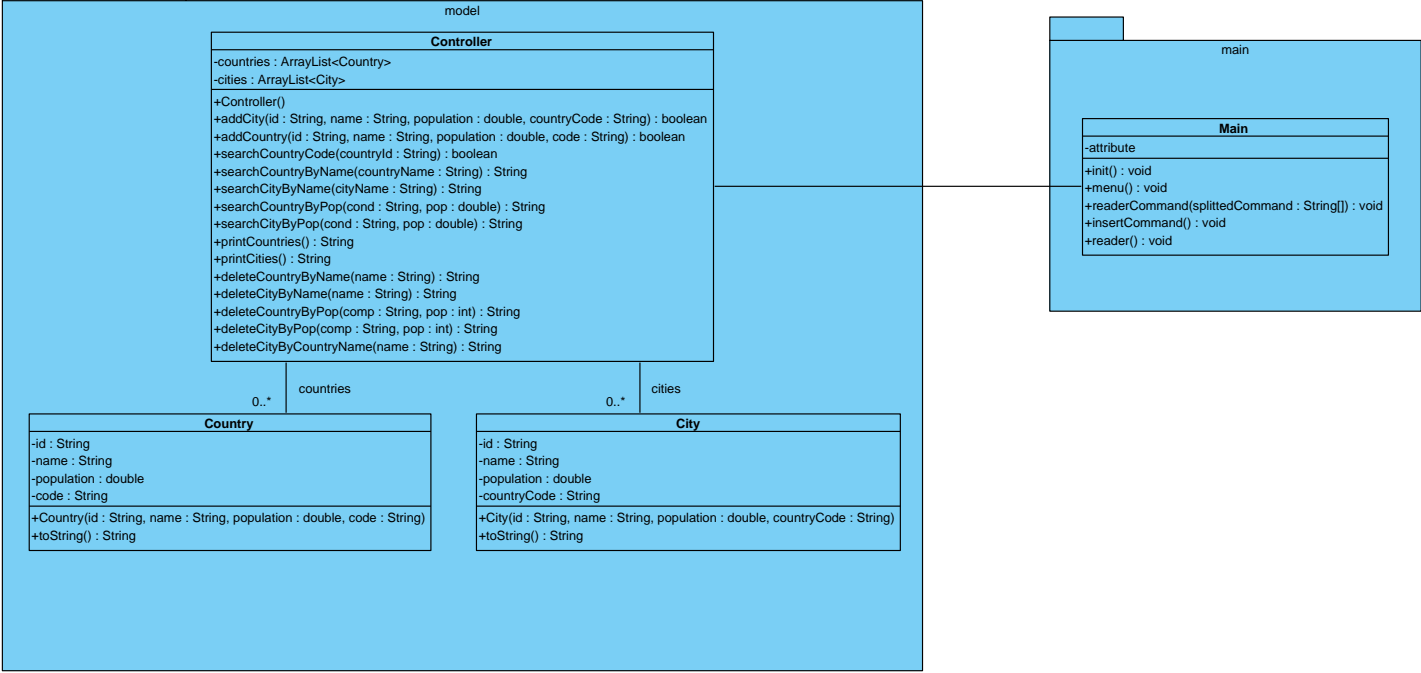 model
Controller
-countries : ArrayList<Country>
-cities : ArrayList<City>
+Controller()
+addCity(id : String, name : String, population : double, countryCode : String) : boolean
+addCountry(id : String, name : String, population : double, code : String) : boolean
+searchCountryCode(countryId : String) : boolean
+searchCountryByName(countryName : String) : String
+searchCityByName(cityName : String) : String
+searchCountryByPop(cond : String, pop : double) : String
+searchCityByPop(cond : String, pop : double) : String
+printCountries() : String
+printCities() : String
+deleteCountryByName(name : String) : String
+deleteCityByName(name : String) : String
+deleteCountryByPop(comp : String, pop : int) : String
+deleteCityByPop(comp : String, pop : int) : String
+deleteCityByCountryName(name : String) : String
countries
0..*
cities
0..*
Country
-id : String
-name : String
-population : double
-code : String
+Country(id : String, name : String, population : double, code : String)
+toString() : String
City
-id : String
-name : String
-population : double
-countryCode : String
+City(id : String, name : String, population : double, countryCode : String)
+toString() : String
main
Main
-attribute
+init() : void
+menu() : void
+readerCommand(splittedCommand : String[]) : void
+insertCommand() : void
+reader() : void